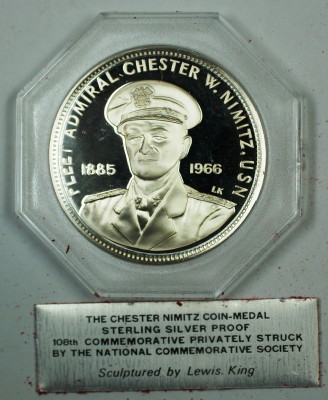 FLEET ADMIRAL CHESTER W. NIMITZ. USN
1885 1966
LK
THE CHESTER NIMITZ COIN-MEDAL
STERLING SILVER PROOF
108th COMMEMORATIVE PRIVATELY STRUCK
BY THE NATIONAL COMMEMORATIVE SOCIETY
Sculptured by Lewis. King